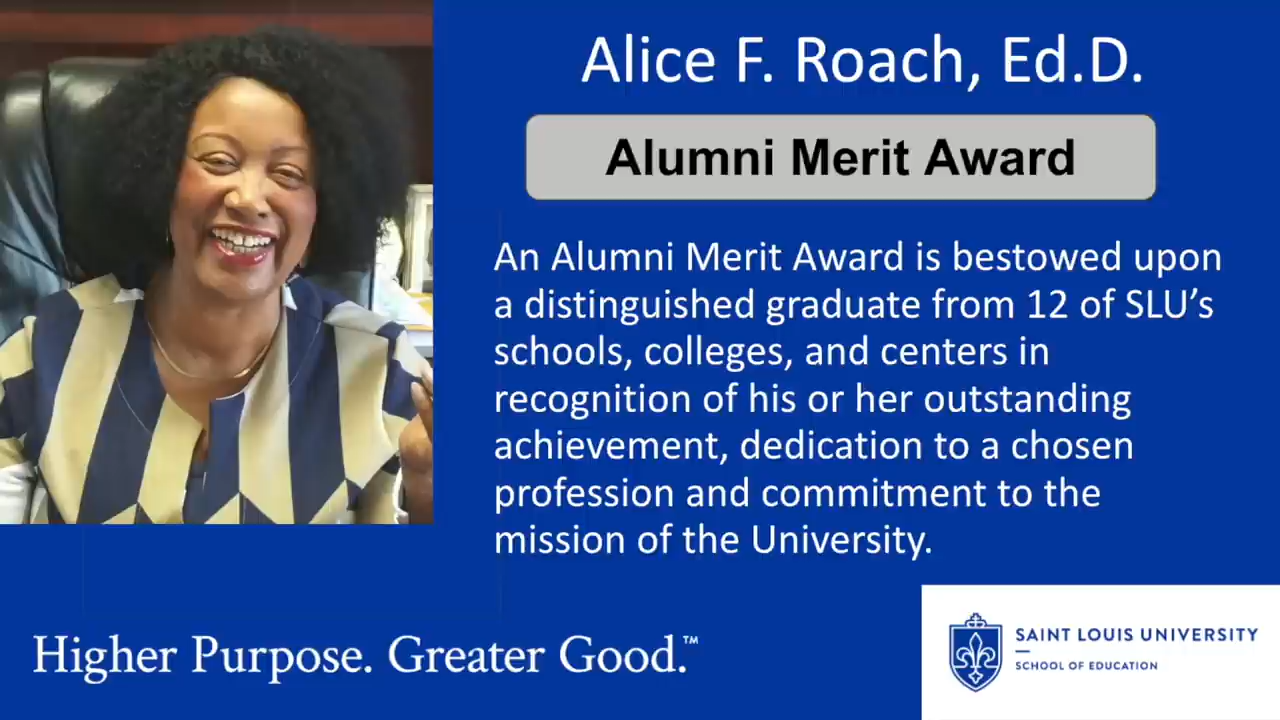 Alice F. Roach, Ed.D.
Alumni Merit Award
An Alumni Merit Award is bestowed upon
a distinguished graduate from 12 of SLU’s
schools, colleges, and centers in
recognition of his or her outstanding
achievement, dedication to a chosen
profession and commitment to the
mission of the University.
Higher Purpose. Greater Good.™
SAINT LOUIS UNIVERSITY
SCHOOL OF EDUCATION